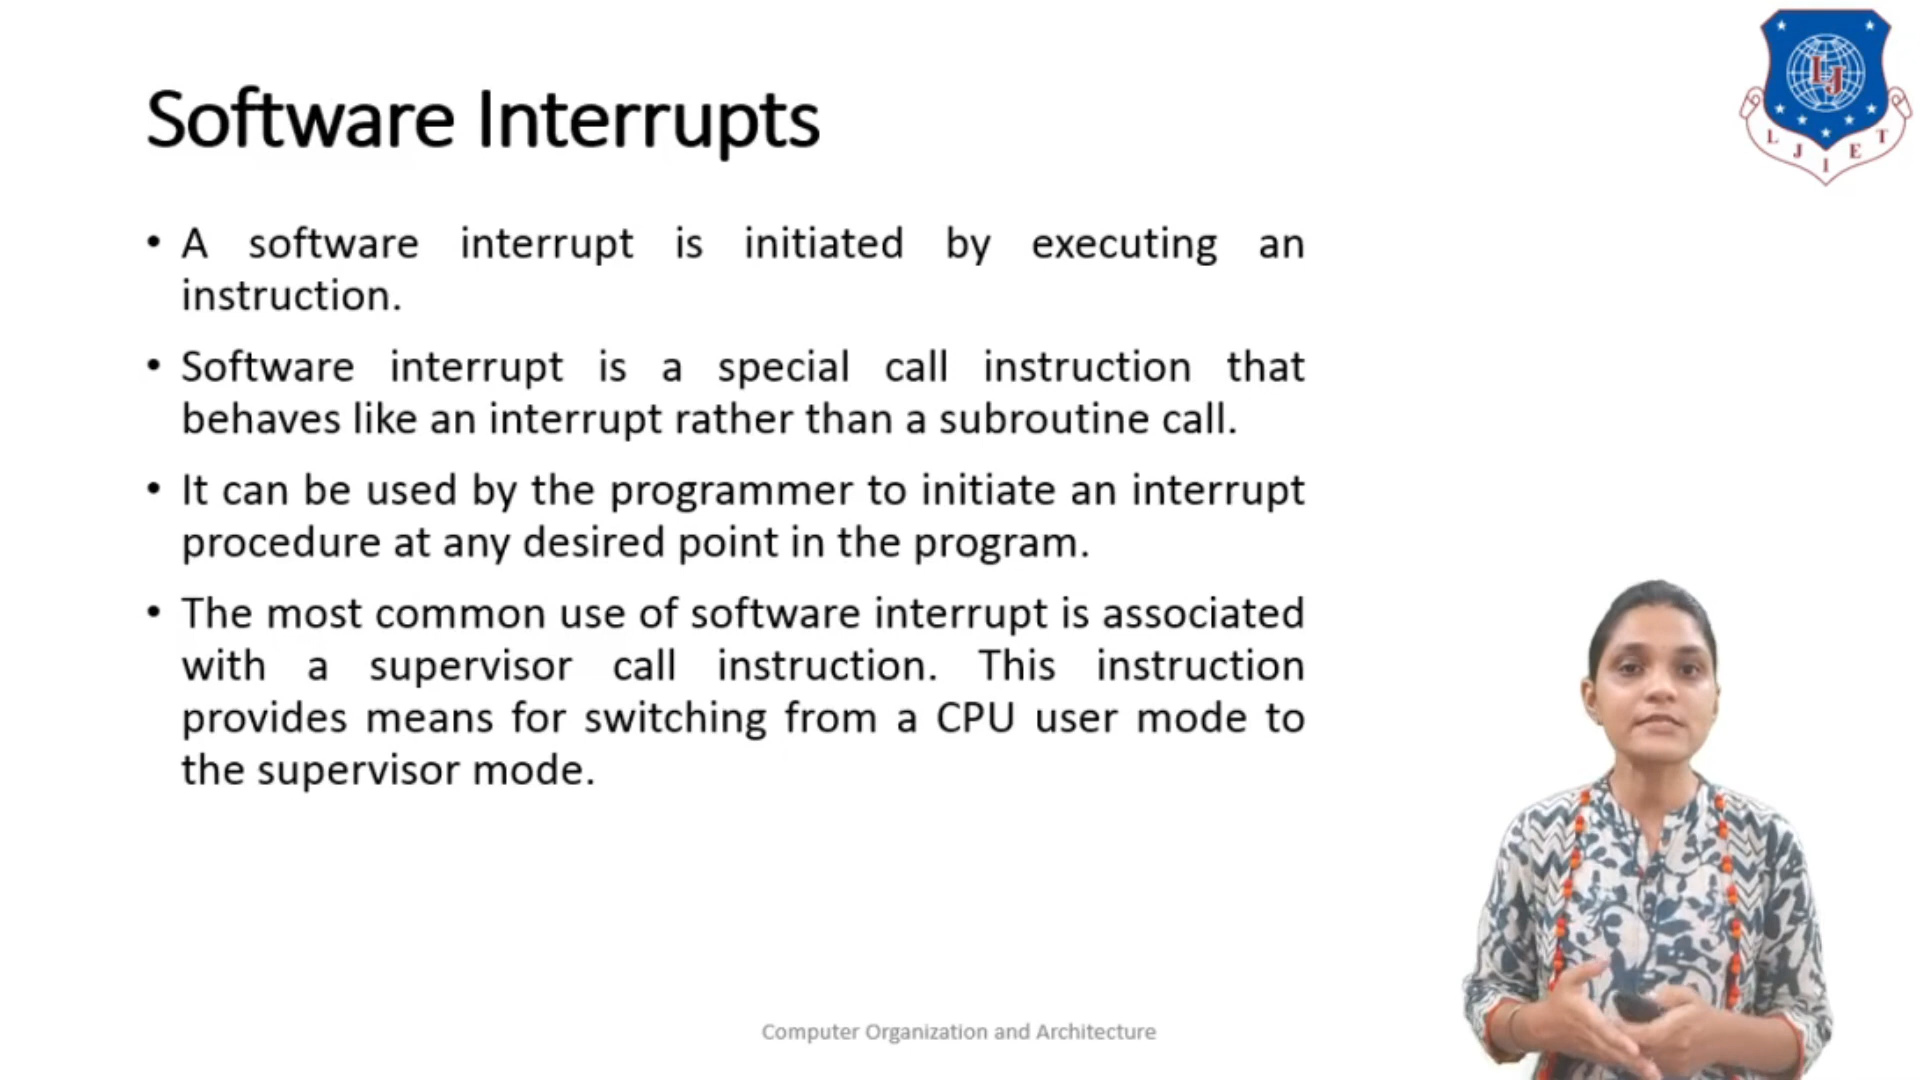 Software Interrupts
L J I E T
LJ
• A software interrupt is initiated by executing an
instruction.
• Software interrupt is a special call instruction that
behaves like an interrupt rather than a subroutine call.
• It can be used by the programmer to initiate an interrupt
procedure at any desired point in the program.
• The most common use of software interrupt is associated
with a supervisor call instruction. This instruction
provides means for switching from a CPU user mode to
the supervisor mode.
Computer Organization and Architecture